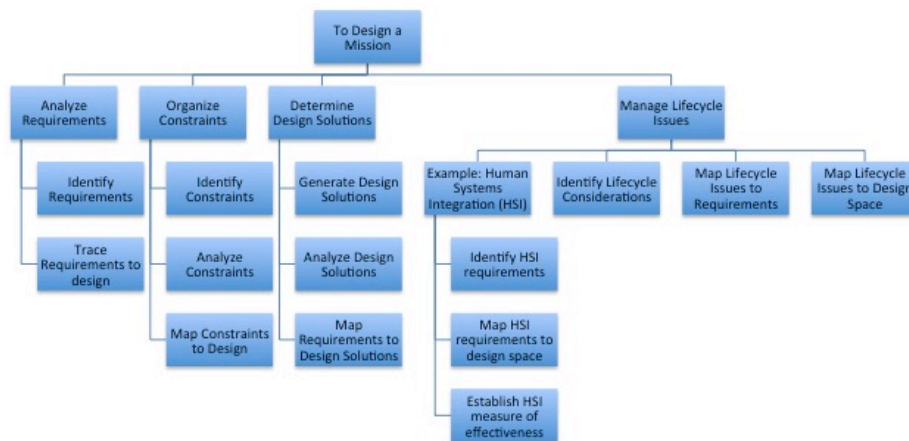 To Design a
Mission
Analyze
Requirements
Organize
Constraints
Determine
Design Solutions
Manage Lifecycle
Issues
Identify
Requirements
Identify
Constraints
Generate Design
Solutions
Example: Human
Systems
Integration (HSI)
Identify Lifecycle
Considerations
Map Lifecycle
Issues to
Requirements
Map Lifecycle
Issues to Design
Space
Trace
Requirements to
design
Analyze
Constraints
Analyze Design
Solutions
Identify HSI
requirements
Map Constraints
to Design
Map
Requirements to
Design Solutions
Map HSI
requirements to
design space
Establish HSI
measure of
effectiveness